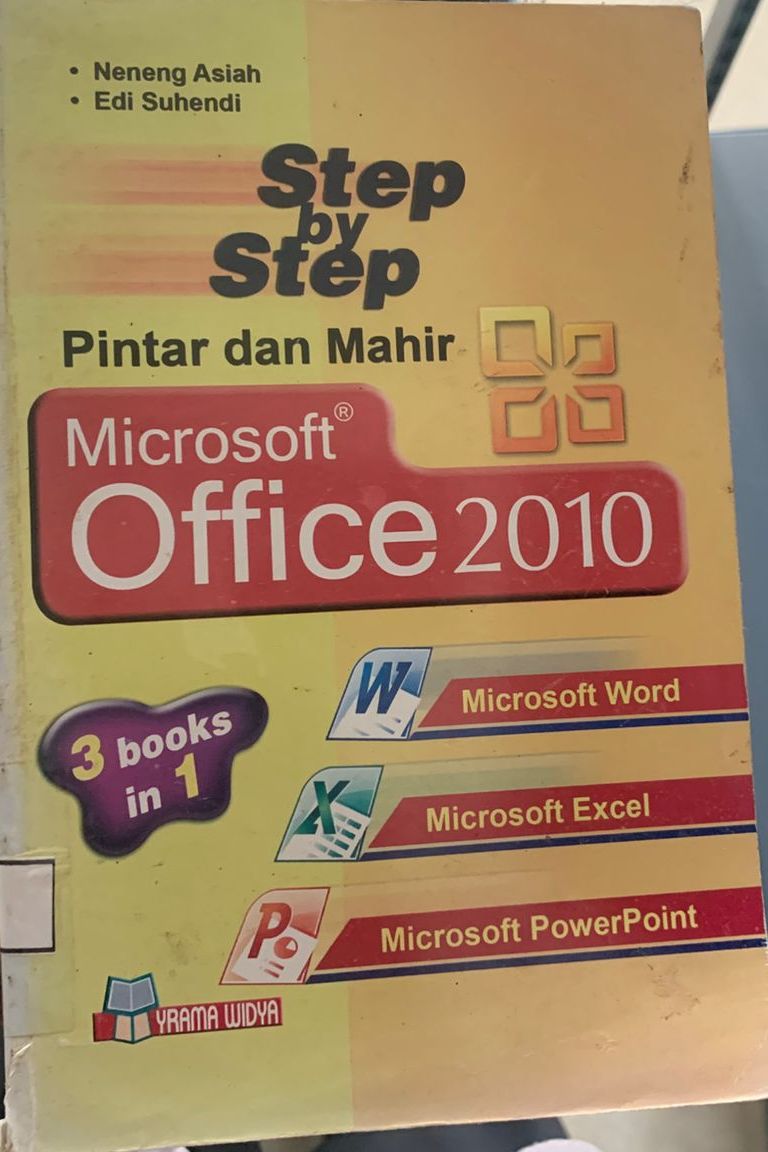 • Neneng Asiah
• Edi Suhendi
Step
by
Step
Pintar dan Mahir
Microsoft®
Office 2010
W Microsoft Word
3 books
in 1
X Microsoft Excel
P Microsoft PowerPoint
YRAMA WIDYA